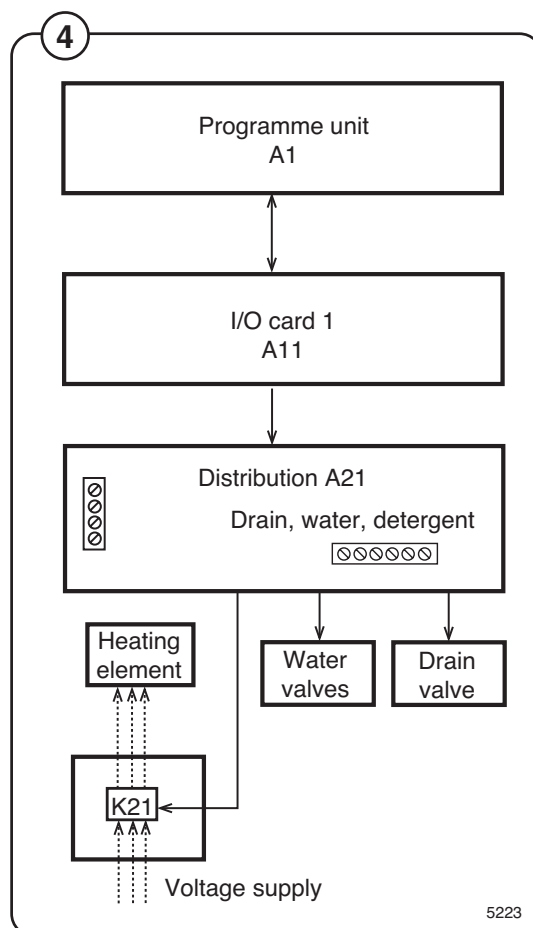 4
Programme unit
A1
I/O card 1
A11
Distribution A21
Drain, water, detergent
Heating
element
Water
valves
Drain
valve
K21
Voltage supply
5223